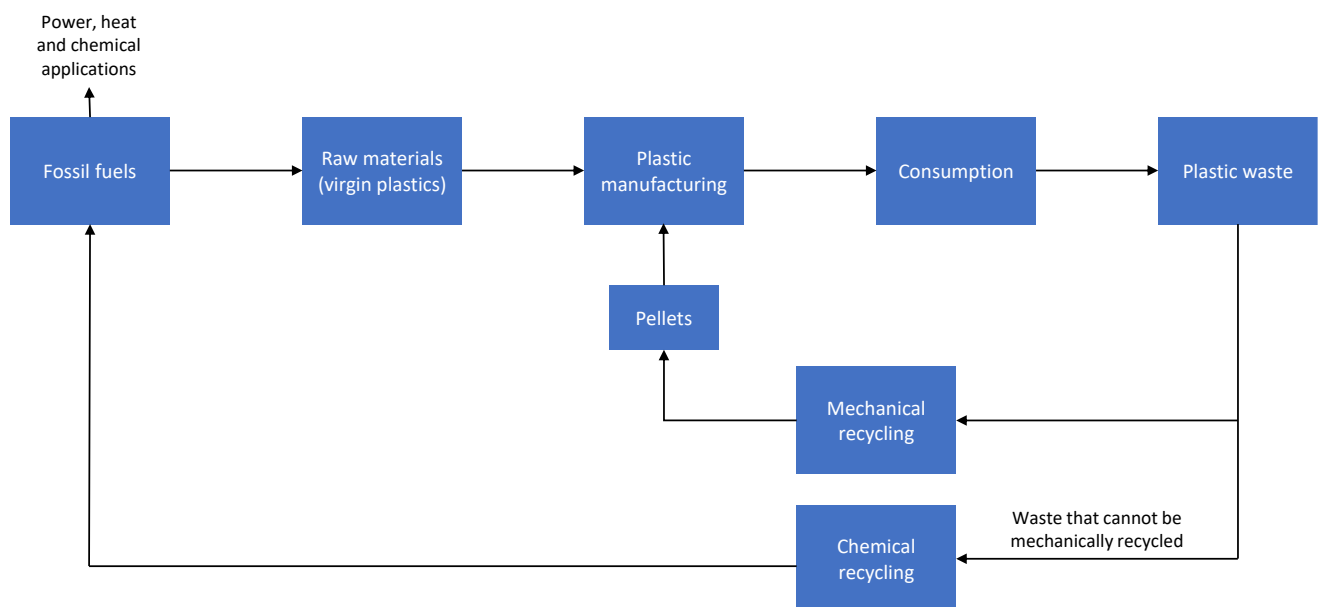 Power, heat
and chemical
applications
Fossil fuels
Raw materials
(virgin plastics)
Plastic
manufacturing
Consumption
Plastic waste
Pellets
Mechanical
recycling
Waste that cannot be
mechanically recycled
Chemical
recycling